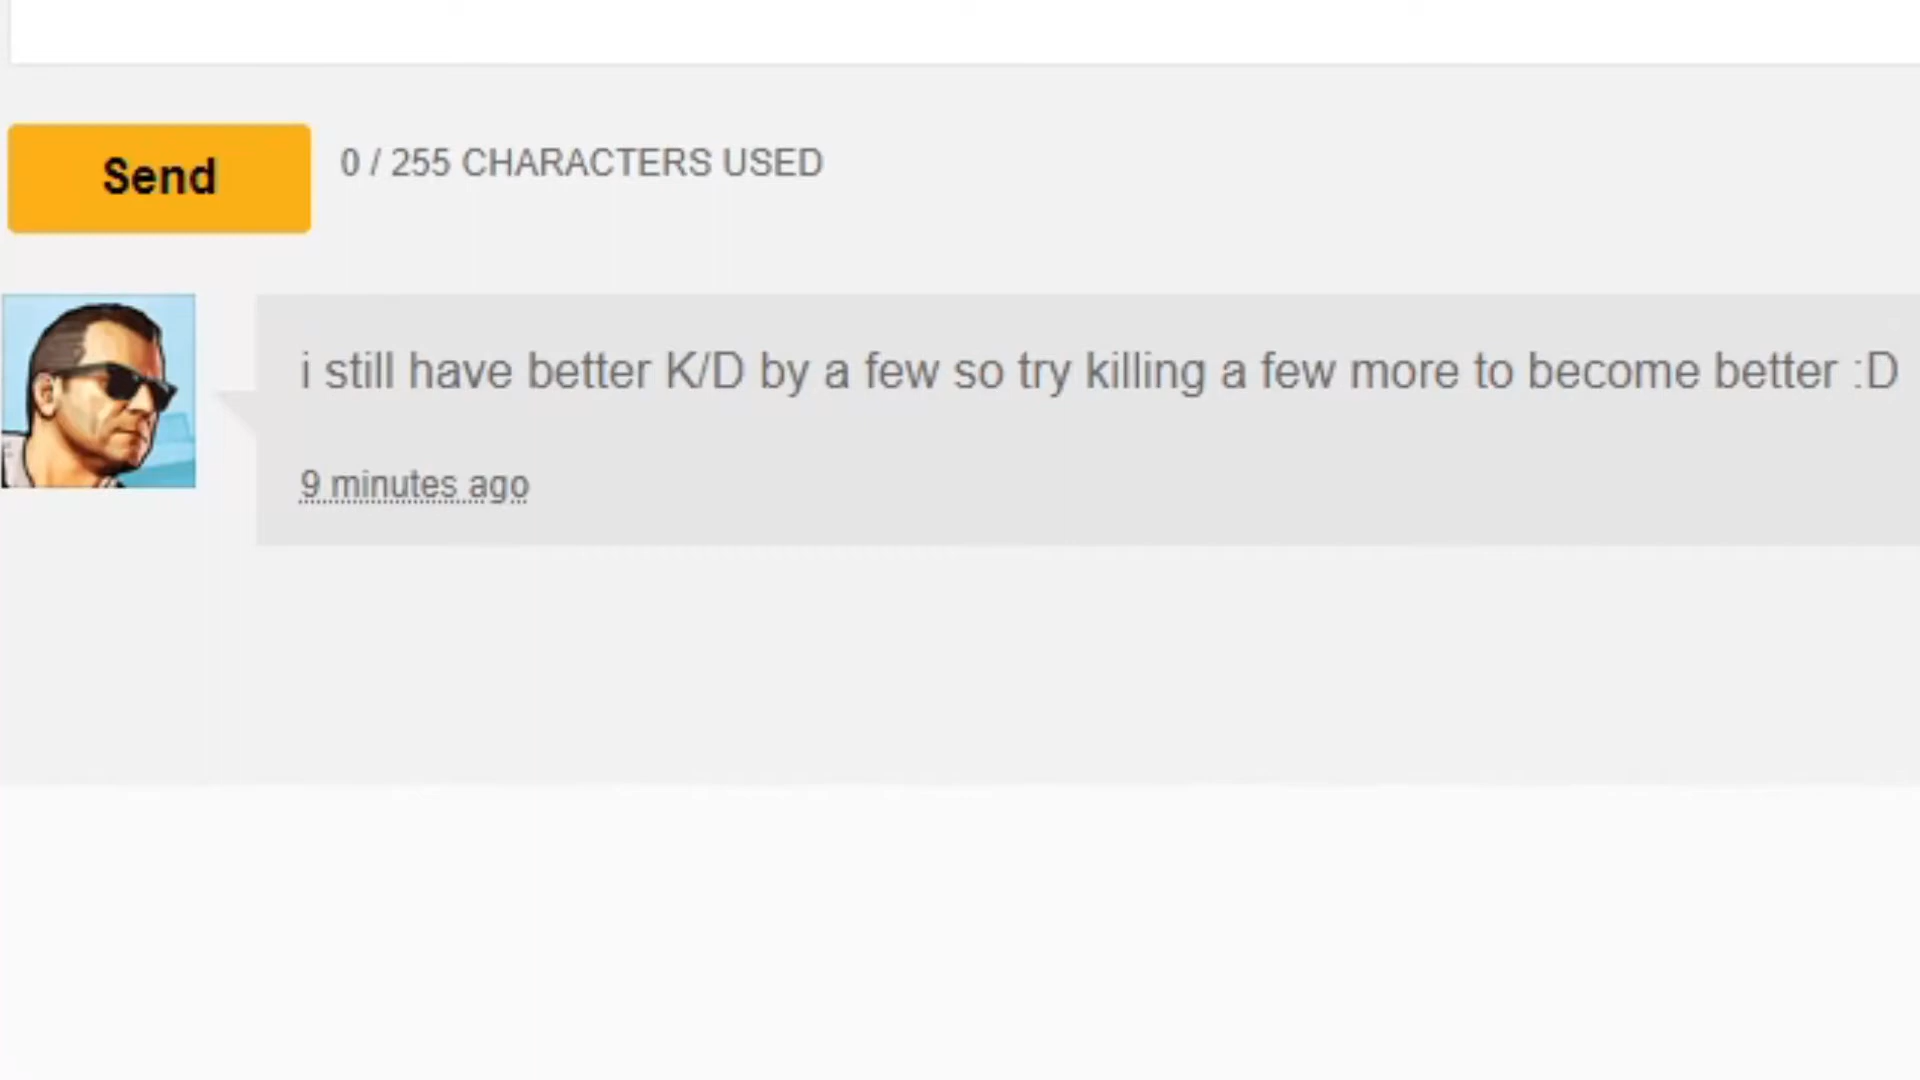 Send
0 / 255 CHARACTERS USED
i still have better K/D by a few so try killing a few more to become better :D
9 minutes ago